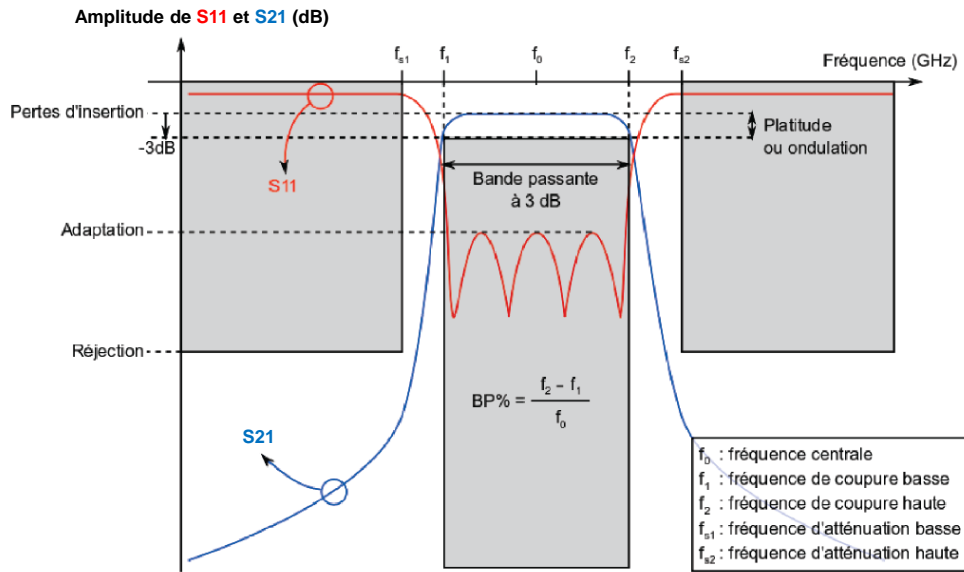 Amplitude de S11 et S21 (dB)
fs1 f1 f0 f2 fs2 Fréquence (GHz)
Pertes d'insertion
-3dB
Platitude
ou ondulation
S11
Bande passante
à 3 dB
Adaptation
Réjection
BP% = (f2 – f1) / f0
S21
f0 : fréquence centrale
f1 : fréquence de coupure basse
f2 : fréquence de coupure haute
fs1 : fréquence d'atténuation basse
fs2 : fréquence d'atténuation haute